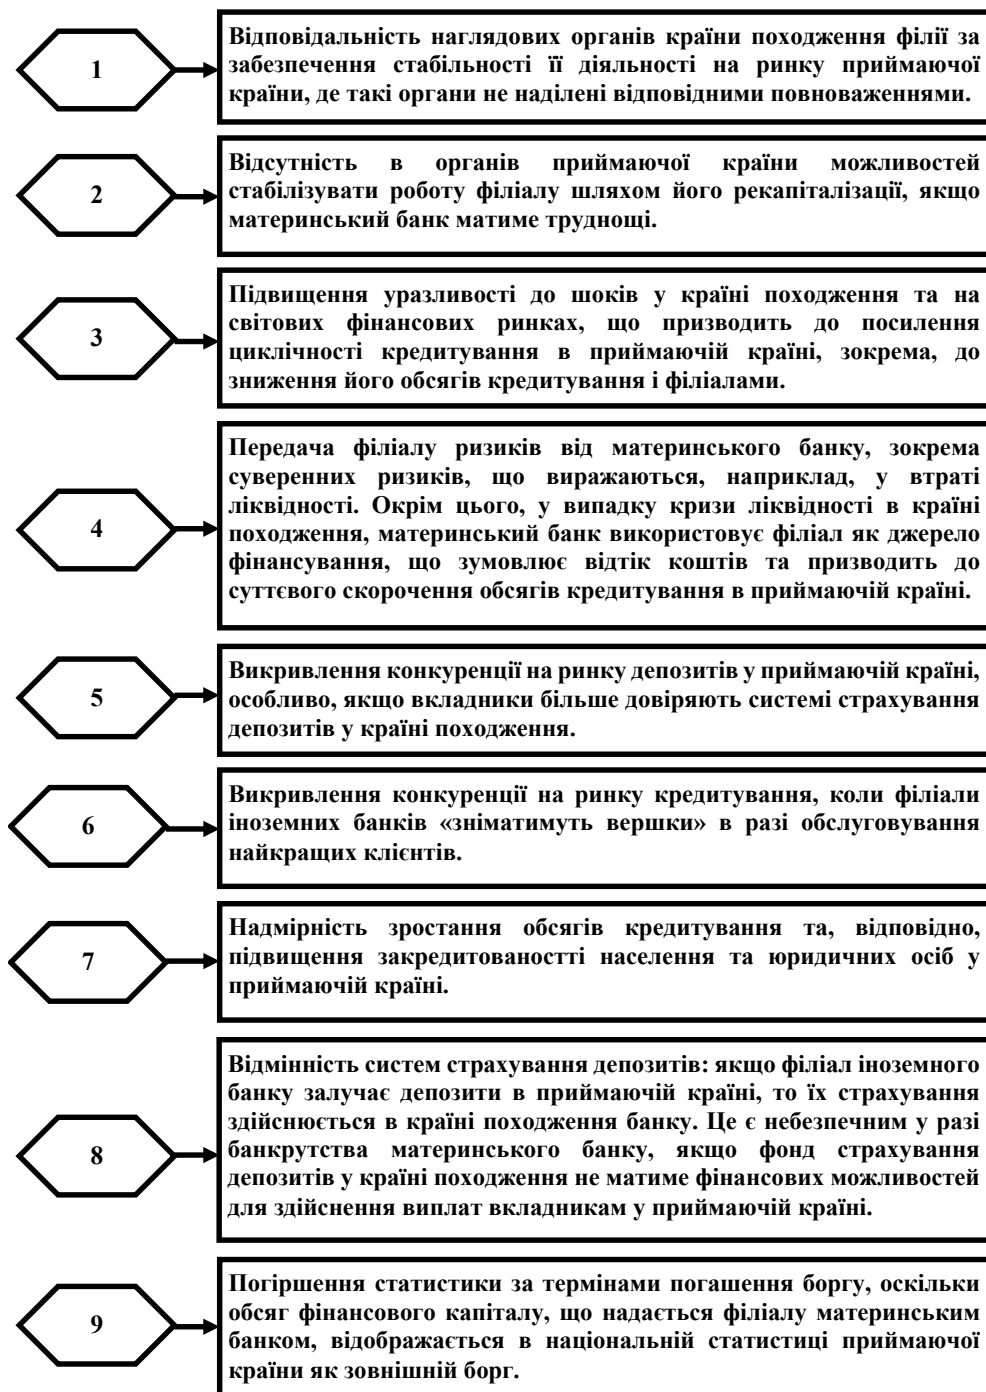 1
Відповідальність наглядових органів країни походження філії за
забезпечення стабільності її діяльності на ринку приймаючої
країни, де такі органи не наділені відповідними повноваженнями.
2
Відсутність в органів приймаючої країни можливостей
стабілізувати роботу філіалу шляхом його рекапіталізації, якщо
материнський банк матиме труднощі.
3
Підвищення уразливості до шоків у країні походження та на
світових фінансових ринках, що призводить до посилення
циклічності кредитування в приймаючій країні, зокрема, до
зниження його обсягів кредитування і філіалами.
4
Передача філіалу ризиків від материнського банку, зокрема
суверенних ризиків, що виражаються, наприклад, у втраті
ліквідності. Окрім цього, у випадку кризи ліквідності в країні
походження, материнський банк використовує філіал як джерело
фінансування, що зумовлює відтік коштів та призводить до
суттєвого скорочення обсягів кредитування в приймаючій країні.
5
Викривлення конкуренції на ринку депозитів у приймаючій країні,
особливо, якщо вкладники більше довіряють системі страхування
депозитів у країні походження.
6
Викривлення конкуренції на ринку кредитування, коли філіали
іноземних банків «зніматимуть вершки» в разі обслуговування
найкращих клієнтів.
7
Надмірність зростання обсягів кредитування та, відповідно,
підвищення закредитованостті населення та юридичних осіб у
приймаючій країні.
8
Відмінність систем страхування депозитів: якщо філіал іноземного
банку залучає депозити в приймаючій країні, то їх страхування
здійснюється в країні походження банку. Це є небезпечним у разі
банкрутства материнського банку, якщо фонд страхування
депозитів у країні походження не матиме фінансових можливостей
для здійснення виплат вкладникам у приймаючій країні.
9
Погіршення статистики за термінами погашення боргу, оскільки
обсяг фінансового капіталу, що надається філіалу материнським
банком, відображається в національній статистиці приймаючої
країни як зовнішній борг.